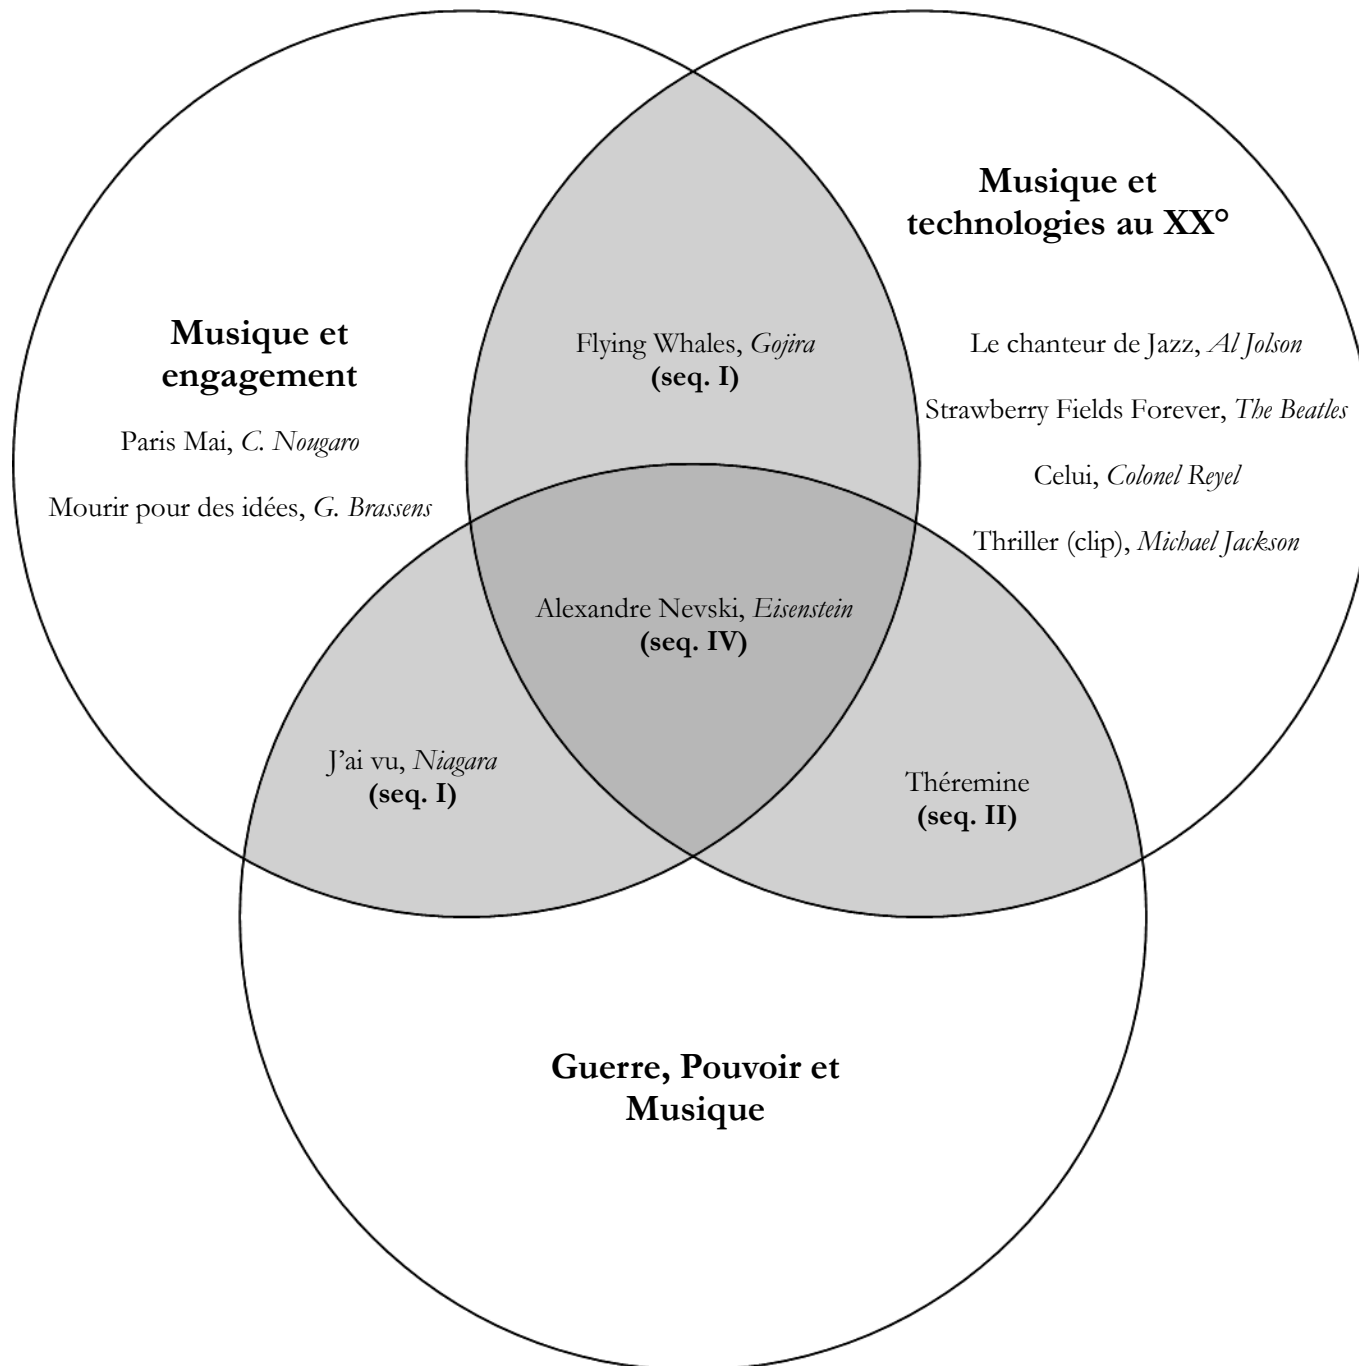 Musique et
technologies au XX°
Musique et
engagement
Flying Whales, Gojira
(seq. I)
Le chanteur de Jazz, Al Jolson
Strawberry Fields Forever, The Beatles
Celui, Colonel Reyel
Thriller (clip), Michael Jackson
Paris Mai, C. Nougaro
Mourir pour des idées, G. Brassens
Alexandre Nevski, Eisenstein
(seq. IV)
J'ai vu, Niagara
(seq. I)
Théremine
(seq. II)
Guerre, Pouvoir et
Musique